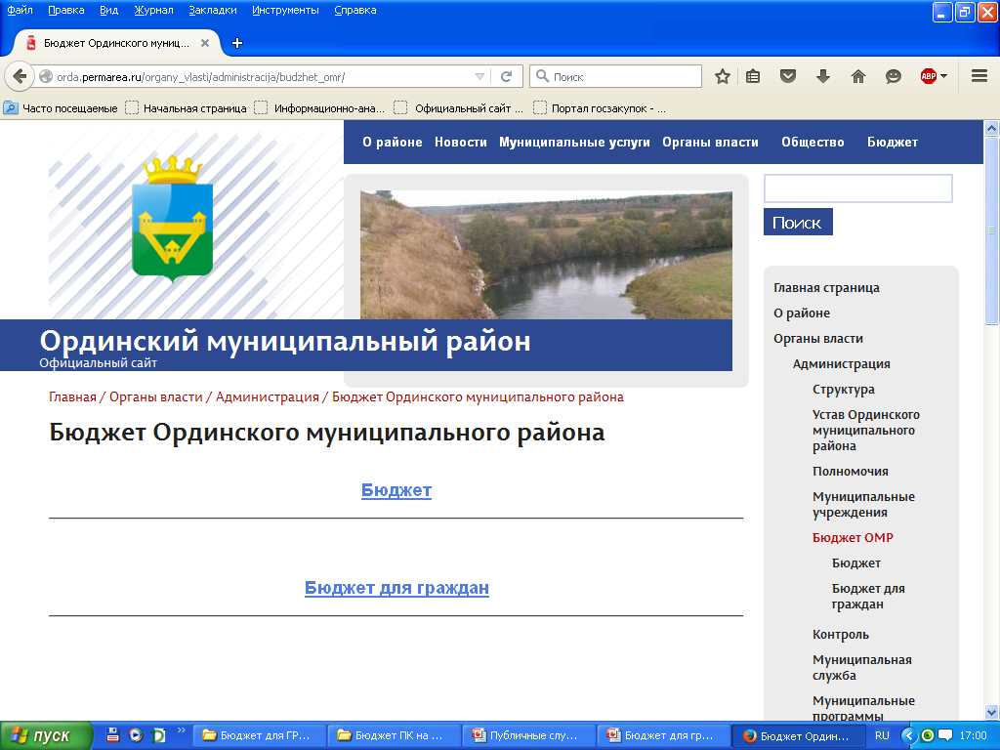 Файл Правка Вид Журнал Закладки Инструменты Справка
Бюджет Ординского муниц...
orda.permarea.ru/organy_vlasti/administracija/budzhet_omr/
Поиск
ABP
Часто посещаемые Начальная страница Информационно-ана... Официальный сайт ... Портал госзакупок - ...
О районе Новости Муниципальные услуги Органы власти Общество Бюджет
Поиск
Ординский муниципальный район
Официальный сайт
Главная / Органы власти / Администрация / Бюджет Ординского муниципального района
Бюджет Ординского муниципального района
Бюджет
Бюджет для граждан
Главная страница
О районе
Органы власти
Администрация
Структура
Устав Ординского
муниципального
района
Полномочия
Муниципальные
учреждения
Бюджет ОМР
Бюджет
Бюджет для
граждан
Контроль
Муниципальная
служба
Муниципальные
программы
пуск
Бюджет для ГР...
Бюджет ПК на ...
Публичные слу...
Бюджет для гр...
Бюджет Ордин...
RU
17:00